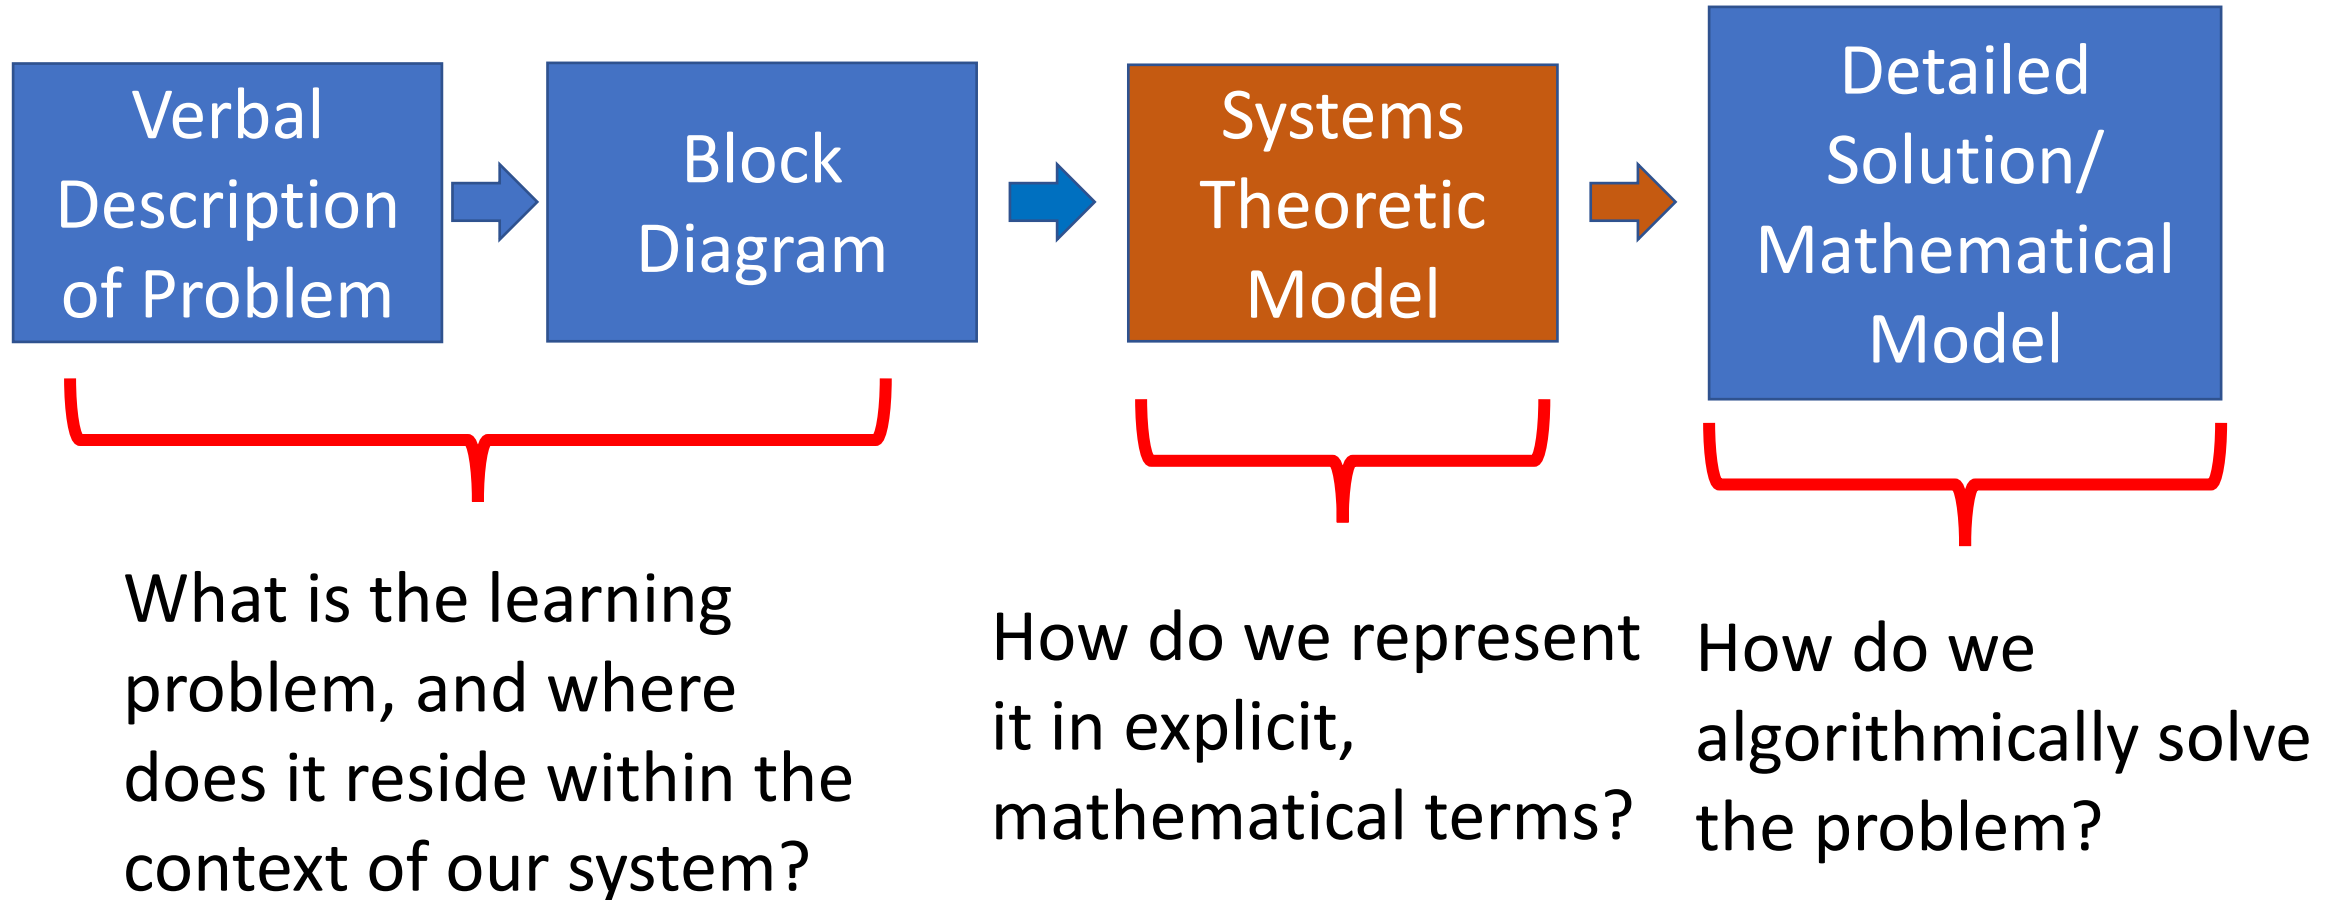 Verbal
Description
of Problem
Block
Diagram
Systems
Theoretic
Model
Detailed
Solution/
Mathematical
Model
What is the learning
problem, and where
does it reside within the
context of our system?
How do we represent
it in explicit,
mathematical terms?
How do we
algorithmically solve
the problem?